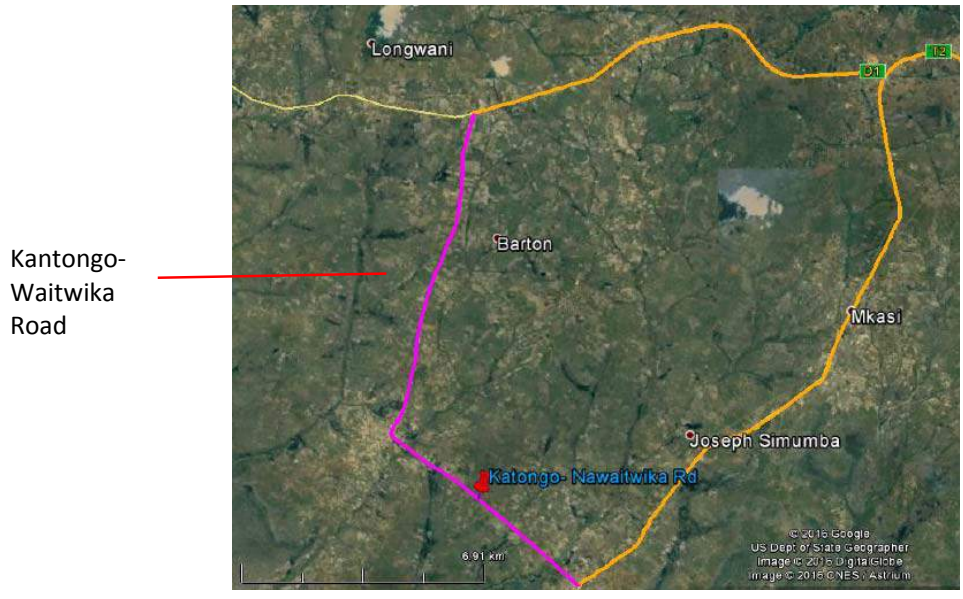 Longwani
D1
T2
Barton
Kantongo-
Waitwika
Road
Mkasi
Joseph Simumba
Katongo- Nawaitwika Rd
6.91 km
© 2016 Google
US Dept of State Geographer
Image © 2016 DigitalGlobe
Image © 2016 CNES / Astrium